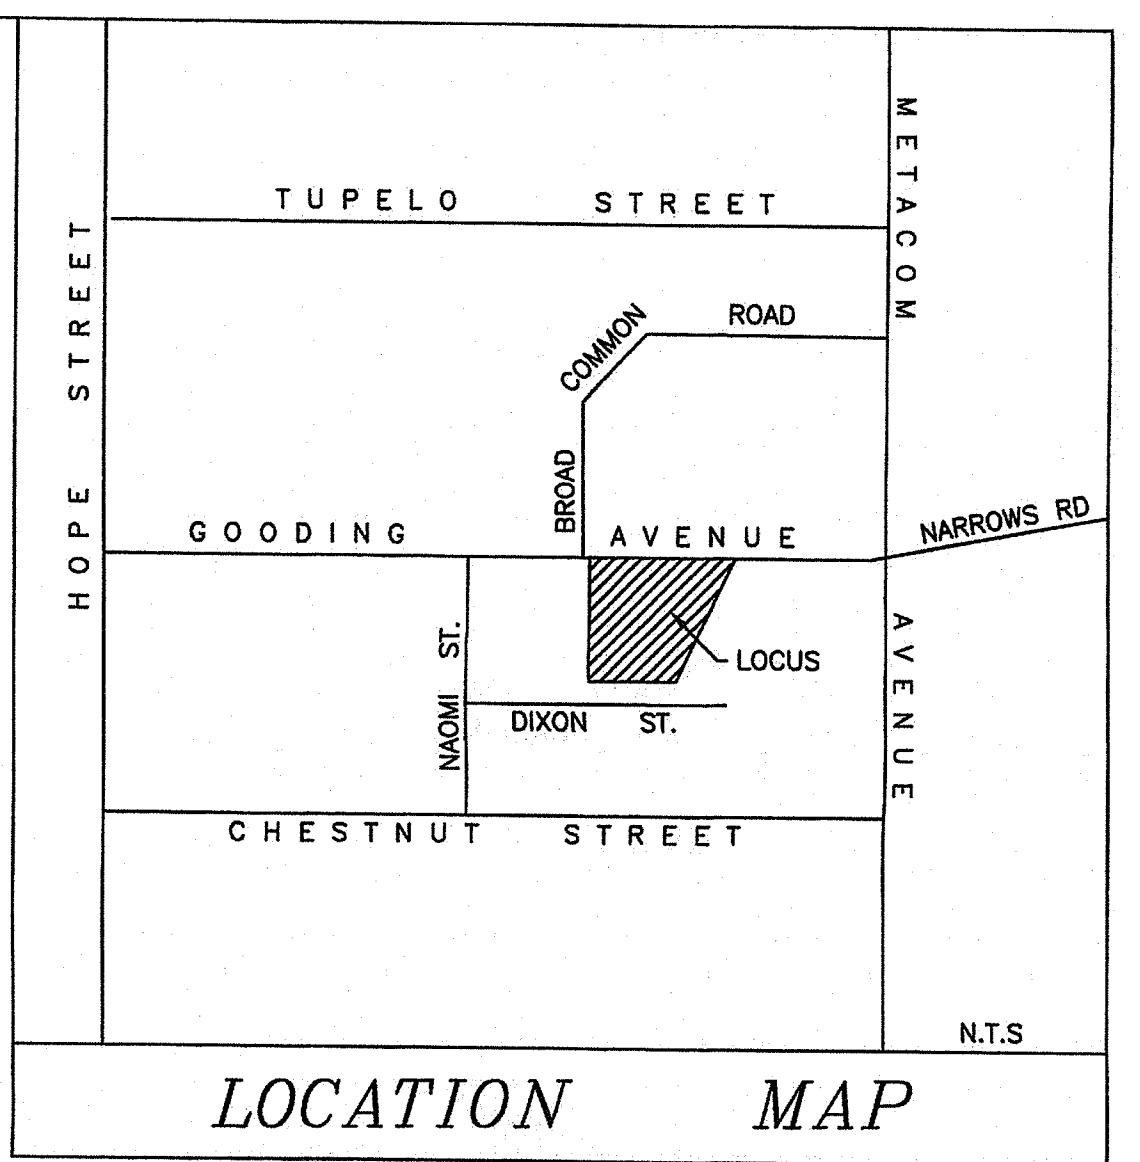 TUPELO STREET
HOPE STREET
METACOM AVENUE
BROAD COMMON ROAD
GOODING AVENUE
NARROWS RD
LOCUS
NAOMI ST.
DIXON ST.
CHESTNUT STREET
N.T.S
LOCATION MAP